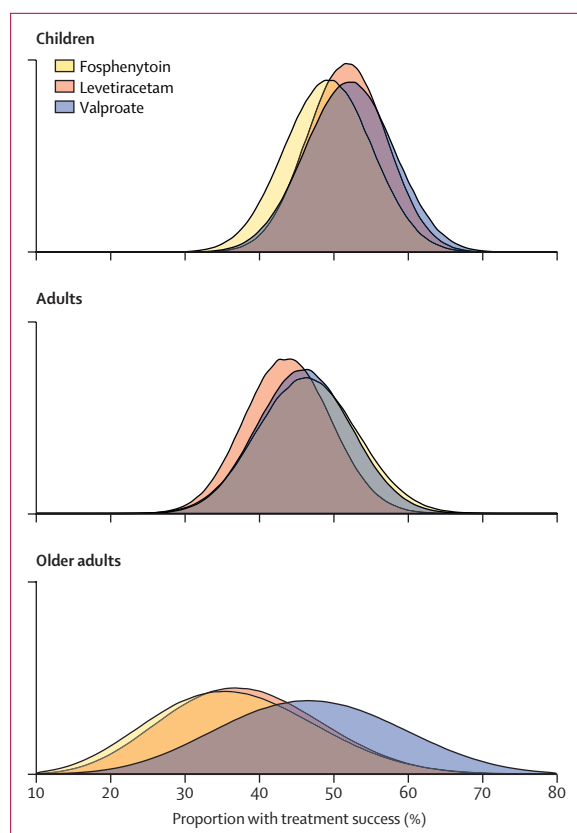 Children
Fosphenytoin
Levetiracetam
Valproate
Adults
Older adults
10 20 30 40 50 60 70 80
Proportion with treatment success (%)